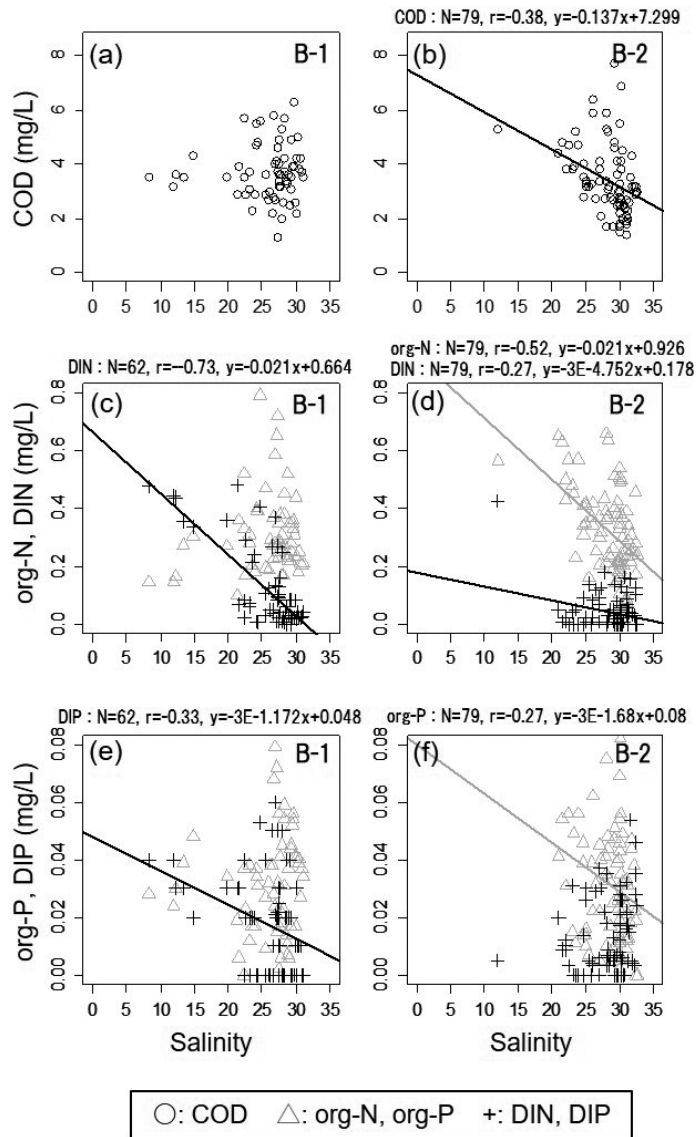 COD : N=79, r=-0.38, y=-0.137x+7.299
(a) B-1
(b) B-2
COD (mg/L)
0 2 4 6 8
0 2 4 6 8
0 5 10 15 20 25 30 35
0 5 10 15 20 25 30 35
DIN : N=62, r=--0.73, y=-0.021x+0.664
org-N : N=79, r=-0.52, y=-0.021x+0.926
DIN : N=79, r=-0.27, y=-3E-4.752x+0.178
(c) B-1
(d) B-2
org-N, DIN (mg/L)
0.0 0.2 0.4 0.6 0.8
0.0 0.2 0.4 0.6 0.8
0 5 10 15 20 25 30 35
0 5 10 15 20 25 30 35
DIP : N=62, r=-0.33, y=-3E-1.172x+0.048
org-P : N=79, r=-0.27, y=-3E-1.68x+0.08
(e) B-1
(f) B-2
org-P, DIP (mg/L)
0.00 0.02 0.04 0.06 0.08
0.00 0.02 0.04 0.06 0.08
0 5 10 15 20 25 30 35
0 5 10 15 20 25 30 35
Salinity
Salinity
○: COD △: org-N, org-P +: DIN, DIP